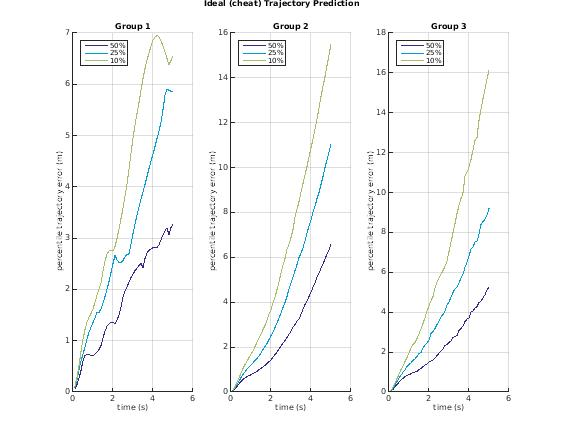 Ideal (cheat) Trajectory Prediction
Group 1
Group 2
Group 3
50%
25%
10%
50%
25%
10%
50%
25%
10%
percentile trajectory error (m)
percentile trajectory error (m)
percentile trajectory error (m)
7
6
5
4
3
2
1
0
16
14
12
10
8
6
4
2
0
18
16
14
12
10
8
6
4
2
0
0 2 4 6
0 2 4 6
0 2 4 6
time (s)
time (s)
time (s)